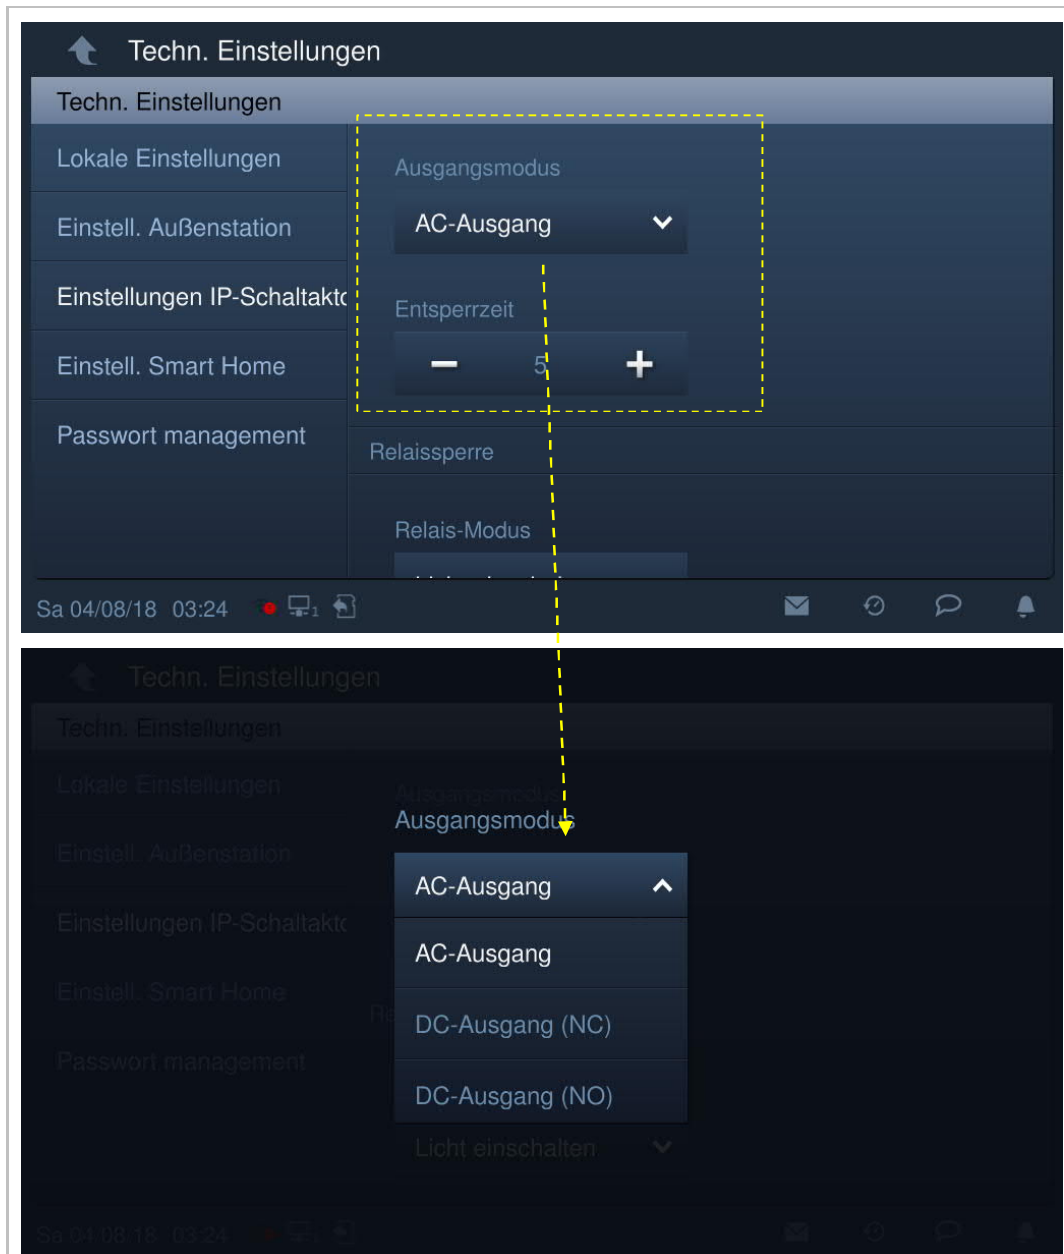 Techn. Einstellungen
Techn. Einstellungen
Lokale Einstellungen
Einstell. Außenstation
Einstellungen IP-Schaltakto
Einstell. Smart Home
Passwort management
Ausgangsmodus
AC-Ausgang
Entsperrzeit
5
Relaissperre
Relais-Modus
Sa 04/08/18 03:24
1
Techn. Einstellungen
Techn. Einstellungen
Lokale Einstellungen
Einstell. Außenstation
Einstellungen IP-Schaltakto
Einstell. Smart Home
Passwort management
Ausgangsmodus
Ausgangsmodus
AC-Ausgang
AC-Ausgang
DC-Ausgang (NC)
DC-Ausgang (NO)
Licht einschalten
Sa 04/08/18 03:24